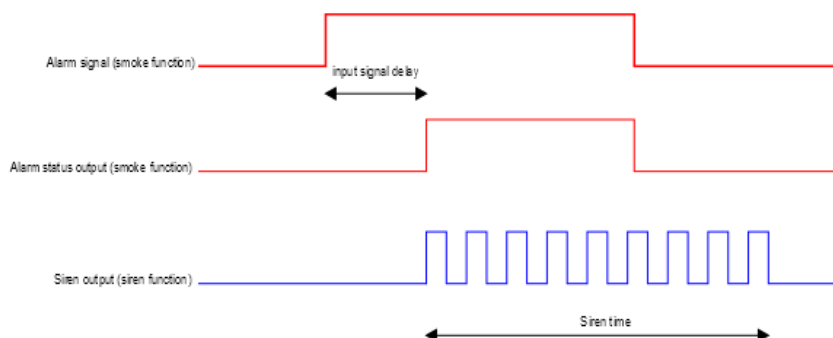 Alarm signal (smoke function)
input signal delay
Alarm status output (smoke function)
Siren output (siren function)
Siren time